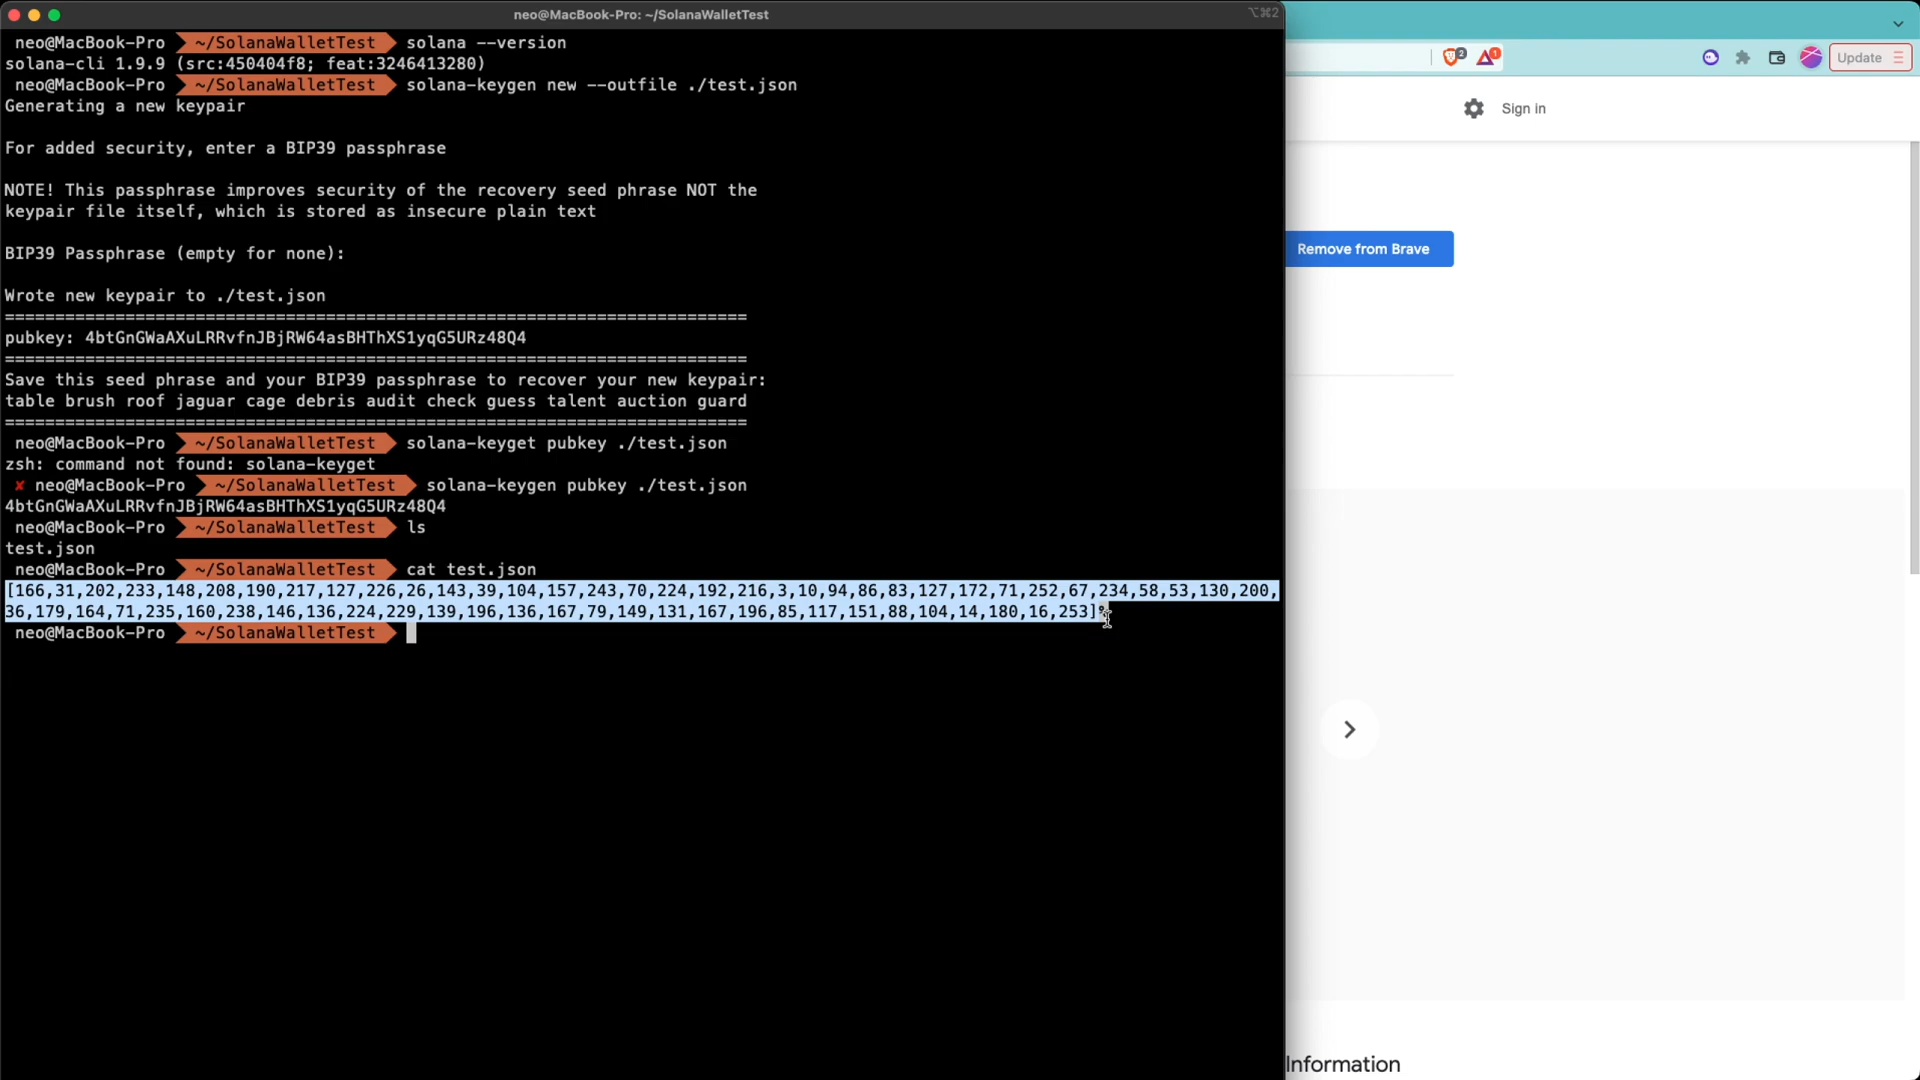 neo@MacBook-Pro: ~/SolanaWalletTest
⌥⌘2
neo@MacBook-Pro ~/SolanaWalletTest solana --version
solana-cli 1.9.9 (src:450404f8; feat:3246413280)
neo@MacBook-Pro ~/SolanaWalletTest solana-keygen new --outfile ./test.json
Generating a new keypair
For added security, enter a BIP39 passphrase
NOTE! This passphrase improves security of the recovery seed phrase NOT the
keypair file itself, which is stored as insecure plain text
BIP39 Passphrase (empty for none):
Wrote new keypair to ./test.json
==========================================================================
pubkey: 4btGnGWaAXuLRRvfnJBjRW64asBHThXS1yqG5URz48Q4
==========================================================================
Save this seed phrase and your BIP39 passphrase to recover your new keypair:
table brush roof jaguar cage debris audit check guess talent auction guard
==========================================================================
neo@MacBook-Pro ~/SolanaWalletTest solana-keyget pubkey ./test.json
zsh: command not found: solana-keyget
✘ neo@MacBook-Pro ~/SolanaWalletTest solana-keygen pubkey ./test.json
4btGnGWaAXuLRRvfnJBjRW64asBHThXS1yqG5URz48Q4
neo@MacBook-Pro ~/SolanaWalletTest ls
test.json
neo@MacBook-Pro ~/SolanaWalletTest cat test.json
[166,31,202,233,148,208,190,217,127,226,26,143,39,104,157,243,70,224,192,216,3,10,94,86,83,127,172,71,252,67,234,58,53,130,200,
36,179,164,71,235,160,238,146,136,224,229,139,196,136,167,79,149,131,167,196,85,117,151,88,104,14,180,16,253]%
neo@MacBook-Pro ~/SolanaWalletTest
2
1
Update
Sign in
Remove from Brave
Information